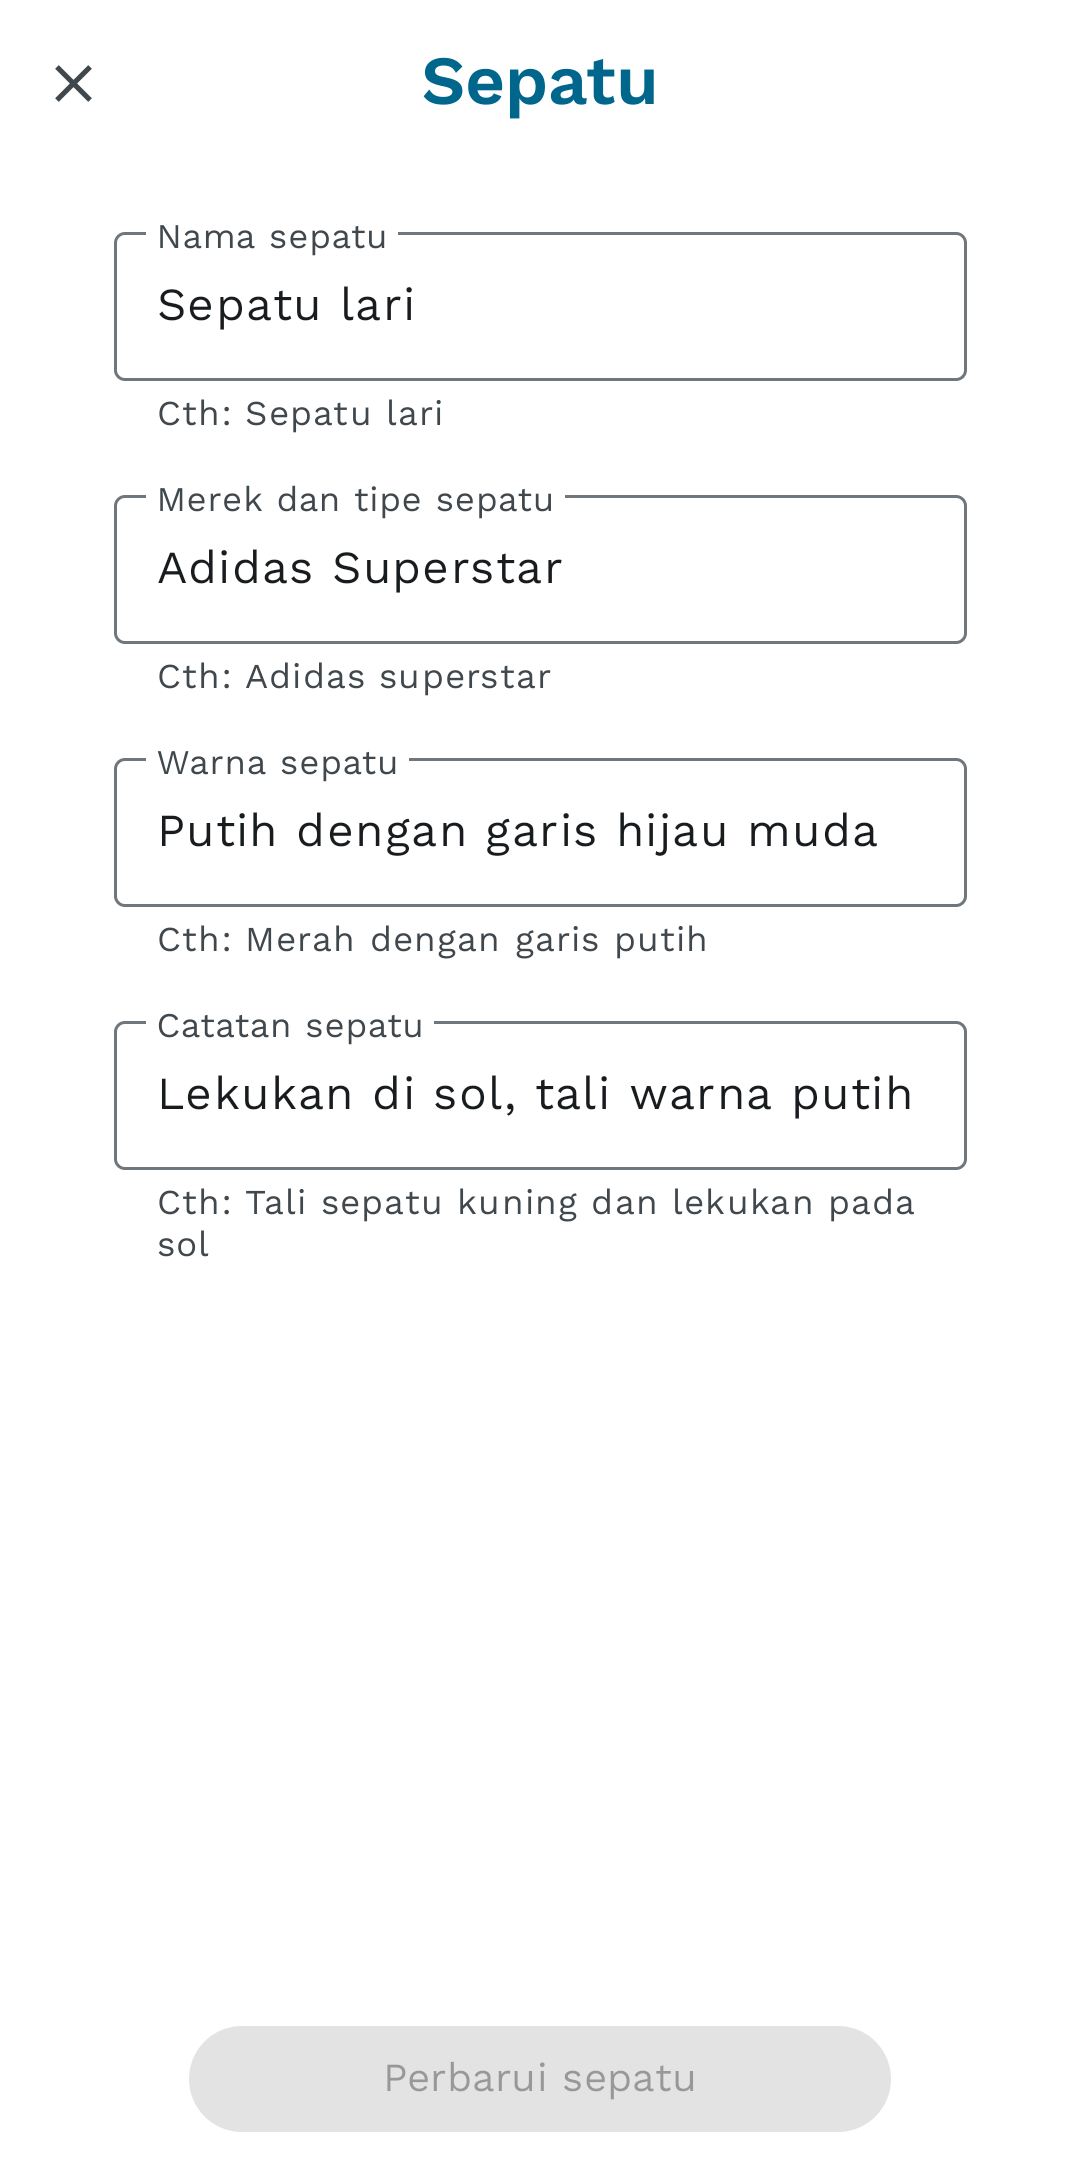 Sepatu
Nama sepatu
Sepatu lari
Cth: Sepatu lari
Merek dan tipe sepatu
Adidas Superstar
Cth: Adidas superstar
Warna sepatu
Putih dengan garis hijau muda
Cth: Merah dengan garis putih
Catatan sepatu
Lekukan di sol, tali warna putih
Cth: Tali sepatu kuning dan lekukan pada
sol
Perbarui sepatu